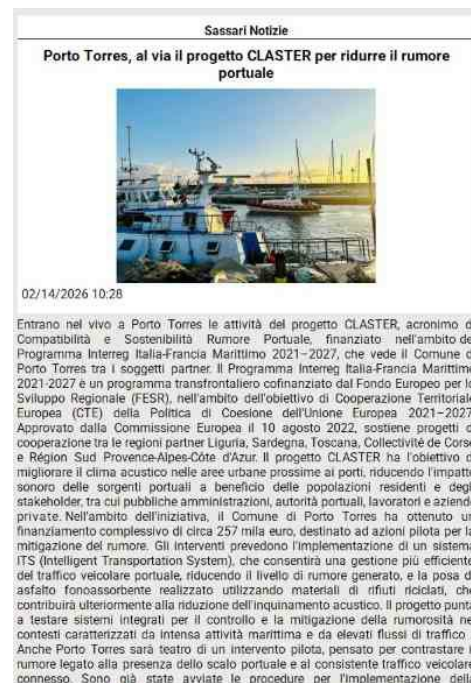 Sassari Notizie
Porto Torres, al via il progetto CLASTER per ridurre il rumore
portuale
02/14/2026 10:28
Entrano nel vivo a Porto Torres le attività del progetto CLASTER, acronimo d
Compatibilità e Sostenibilità Rumore Portuale, finanziato nell'ambito de
Programma Interreg Italia-Francia Marittimo 2021–2027, che vede il Comune d
Porto Torres tra i soggetti partner. Il Programma Interreg Italia-Francia Marittimo
2021-2027 è un programma transfrontaliero cofinanziato dal Fondo Europeo per lo
Sviluppo Regionale (FESR), nell'ambito dell'obiettivo di Cooperazione Territoriale
Europea (CTE) della Politica di Coesione dell'Unione Europea 2021–2027.
Approvato dalla Commissione Europea il 10 agosto 2022, sostiene progetti d
cooperazione tra le regioni partner Liguria, Sardegna, Toscana, Collectivité de Corse
e Région Sud Provence-Alpes-Côte d'Azur. Il progetto CLASTER ha l'obiettivo d
migliorare il clima acustico nelle aree urbane prossime ai porti, riducendo l'impatto
sonoro delle sorgenti portuali a beneficio delle popolazioni residenti e degl
stakeholder, tra cui pubbliche amministrazioni, autorità portuali, lavoratori e aziende
private. Nell'ambito dell'iniziativa, il Comune di Porto Torres ha ottenuto un
finanziamento complessivo di circa 257 mila euro, destinato ad azioni pilota per la
mitigazione del rumore. Gli interventi prevedono l'implementazione di un sistema
ITS (Intelligent Transportation System), che consentirà una gestione più efficiente
del traffico veicolare portuale, riducendo il livello di rumore generato, e la posa d
asfalto fonoassorbente realizzato utilizzando materiali di rifiuti riciclati, che
contribuirà ulteriormente alla riduzione dell'inquinamento acustico. Il progetto punta
a testare sistemi integrati per il controllo e la mitigazione della rumorosità nei
contesti caratterizzati da intensa attività marittima e da elevati flussi di traffico.
Anche Porto Torres sarà teatro di un intervento pilota, pensato per contrastare i
rumore legato alla presenza dello scalo portuale e al consistente traffico veicolare
connesso. Sono già state avviate le procedure per l'implementazione delle